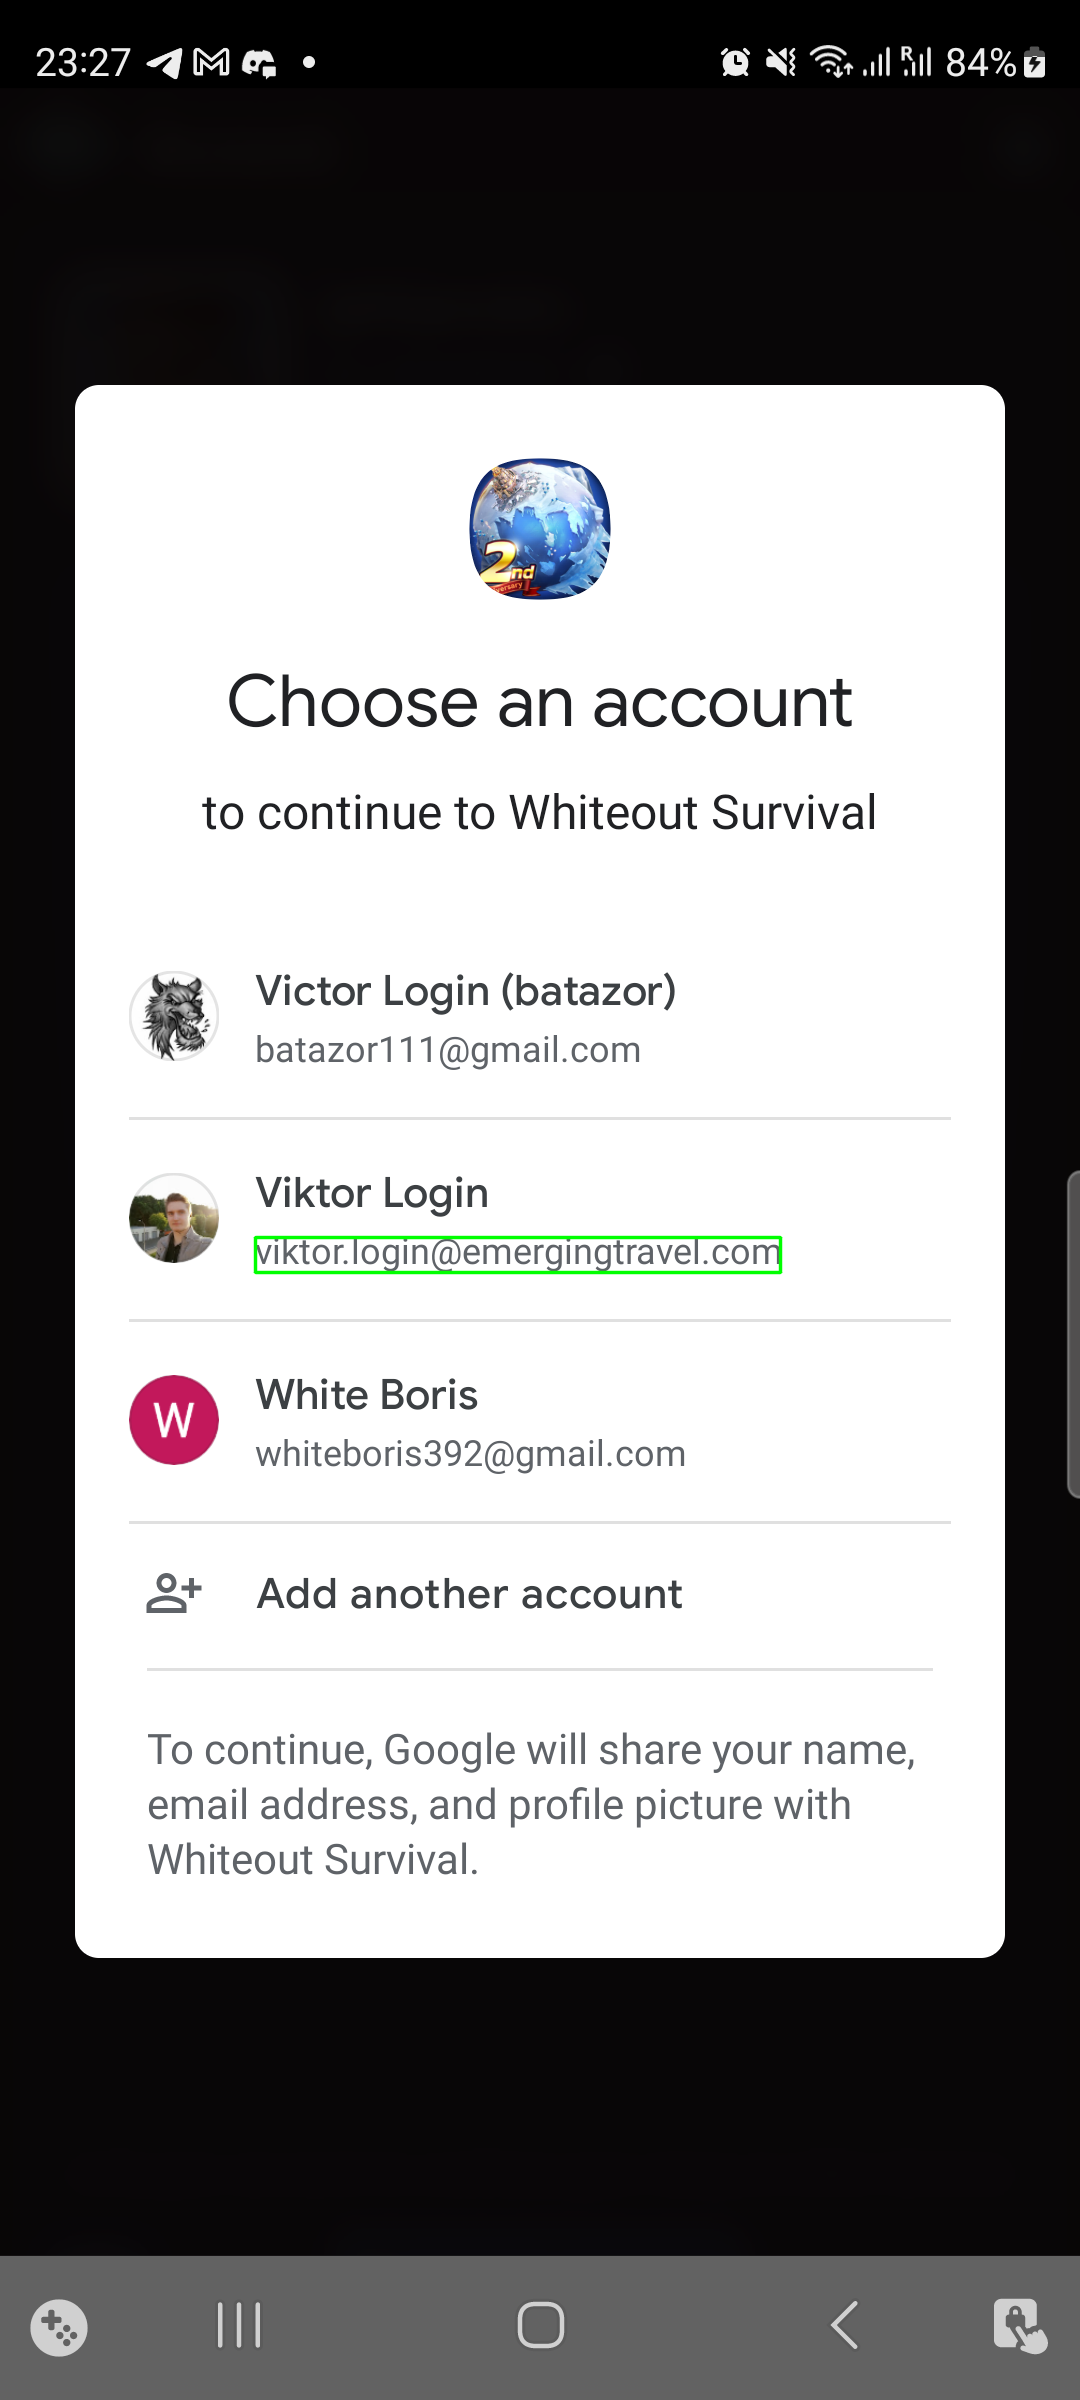 23:27
84%
2nd
Choose an account
to continue to Whiteout Survival
Victor Login (batazor)
batazor111@gmail.com
Viktor Login
viktor.login@emergingtravel.com
W
White Boris
whiteboris392@gmail.com
Add another account
To continue, Google will share your name,
email address, and profile picture with
Whiteout Survival.